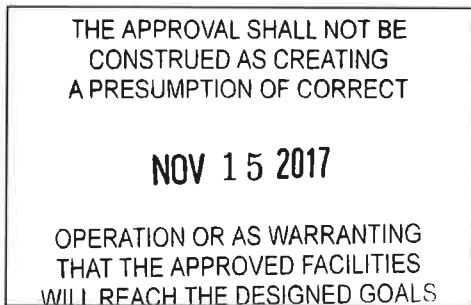 THE APPROVAL SHALL NOT BE
CONSTRUED AS CREATING
A PRESUMPTION OF CORRECT
NOV 15 2017
OPERATION OR AS WARRANTING
THAT THE APPROVED FACILITIES
WILL REACH THE DESIGNED GOALS